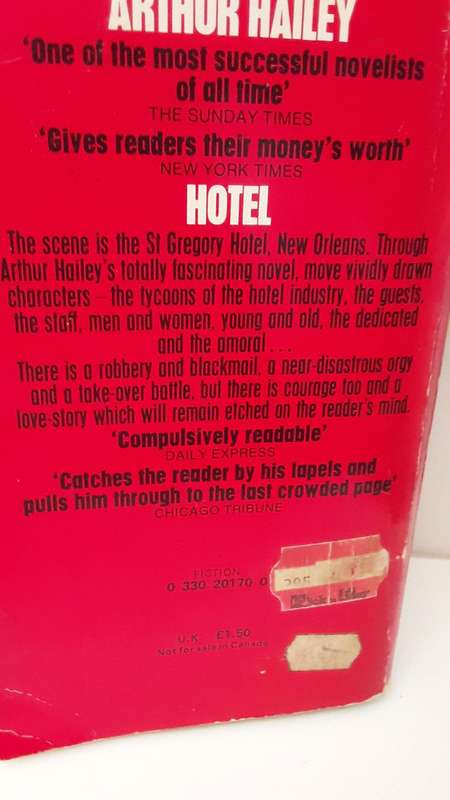 ARTHUR HAILEY
'One of the most successful novelists
of all time'
THE SUNDAY TIMES
'Gives readers their money's worth'
NEW YORK TIMES
HOTEL
The scene is the St Gregory Hotel, New Orleans. Through
Arthur Hailey's totally fascinating novel, move vividly drawn
characters – the tycoons of the hotel industry, the guests,
the staff, men and women, young and old, the dedicated
and the amoral . . .
There is a robbery and blackmail, a near-disastrous orgy
and a take-over battle, but there is courage too and a
love-story which will remain etched on the reader's mind.
'Compulsively readable'
DAILY EXPRESS
'Catches the reader by his lapels and
pulls him through to the last crowded page'
CHICAGO TRIBUNE
FICTION
0 330 20170 0
U.K. £1.50
Not for sale in Canada